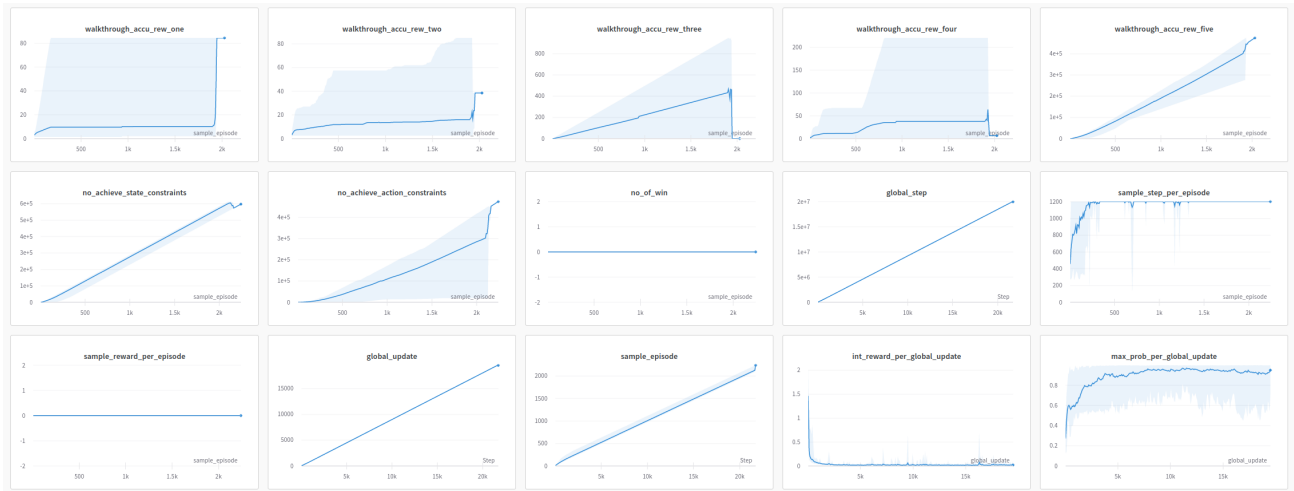 walkthrough_accu_rew_one
80
60
40
20
0
sample_episode
500
1k
1.5k
2k
walkthrough_accu_rew_two
80
60
40
20
0
sample_episode
500
1k
1.5k
2k
walkthrough_accu_rew_three
800
600
400
200
0
sample_episode
500
1k
1.5k
2k
walkthrough_accu_rew_four
200
150
100
50
0
500
1k
1.5k
2k
walkthrough_accu_rew_five
4e+5
3e+5
2e+5
1e+5
0
sample_episode
500
1k
1.5k
2k
no_achieve_state_constraints
6e+5
5e+5
4e+5
3e+5
2e+5
1e+5
0
sample_episode
500
1k
1.5k
2k
no_achieve_action_constraints
4e+5
3e+5
2e+5
1e+5
0
sample_episode
500
1k
1.5k
2k
no_of_win
2
1
0
-1
-2
sample_episode
500
1k
1.5k
2k
global_step
2e+7
1.5e+7
1e+7
5e+6
0
Step
5k
10k
15k
20k
sample_step_per_episode
1200
1000
800
600
400
200
0
sample_episode
500
1k
1.5k
2k
sample_reward_per_episode
2
1
0
-1
-2
sample_episode
500
1k
1.5k
2k
global_update
15000
10000
5000
0
Step
5k
10k
15k
20k
sample_episode
2000
1500
1000
500
0
Step
5k
10k
15k
20k
int_reward_per_global_update
2
1.5
1
0.5
0
global_update
5k
10k
15k
max_prob_per_global_update
0.8
0.6
0.4
0.2
0
global_update
5k
10k
15k